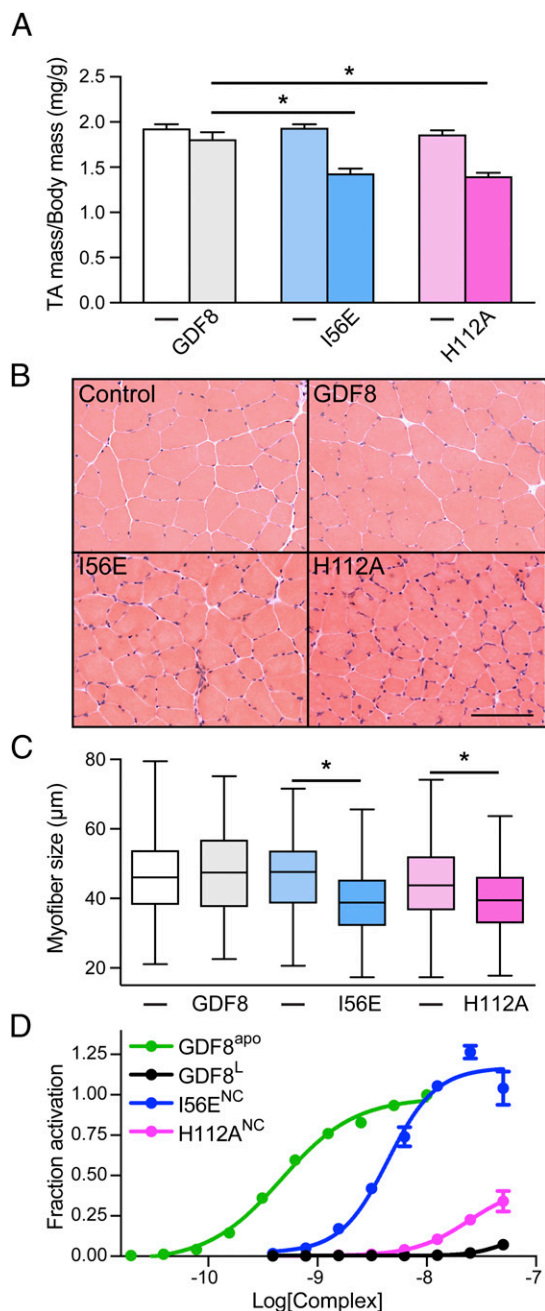 A
TA mass/Body mass (mg/g)
2.5
2.0
1.5
1.0
0.5
0.0
*
*
— GDF8 — I56E — H112A
B
Control GDF8
I56E H112A
C
Myofiber size (µm)
80
60
40
20
* *
— GDF8 — I56E — H112A
D
Fraction activation
1.25
1.00
0.75
0.50
0.25
0.00
GDF8apo
GDF8L
I56ENC
H112ANC
-10 -9 -8 -7
Log[Complex]